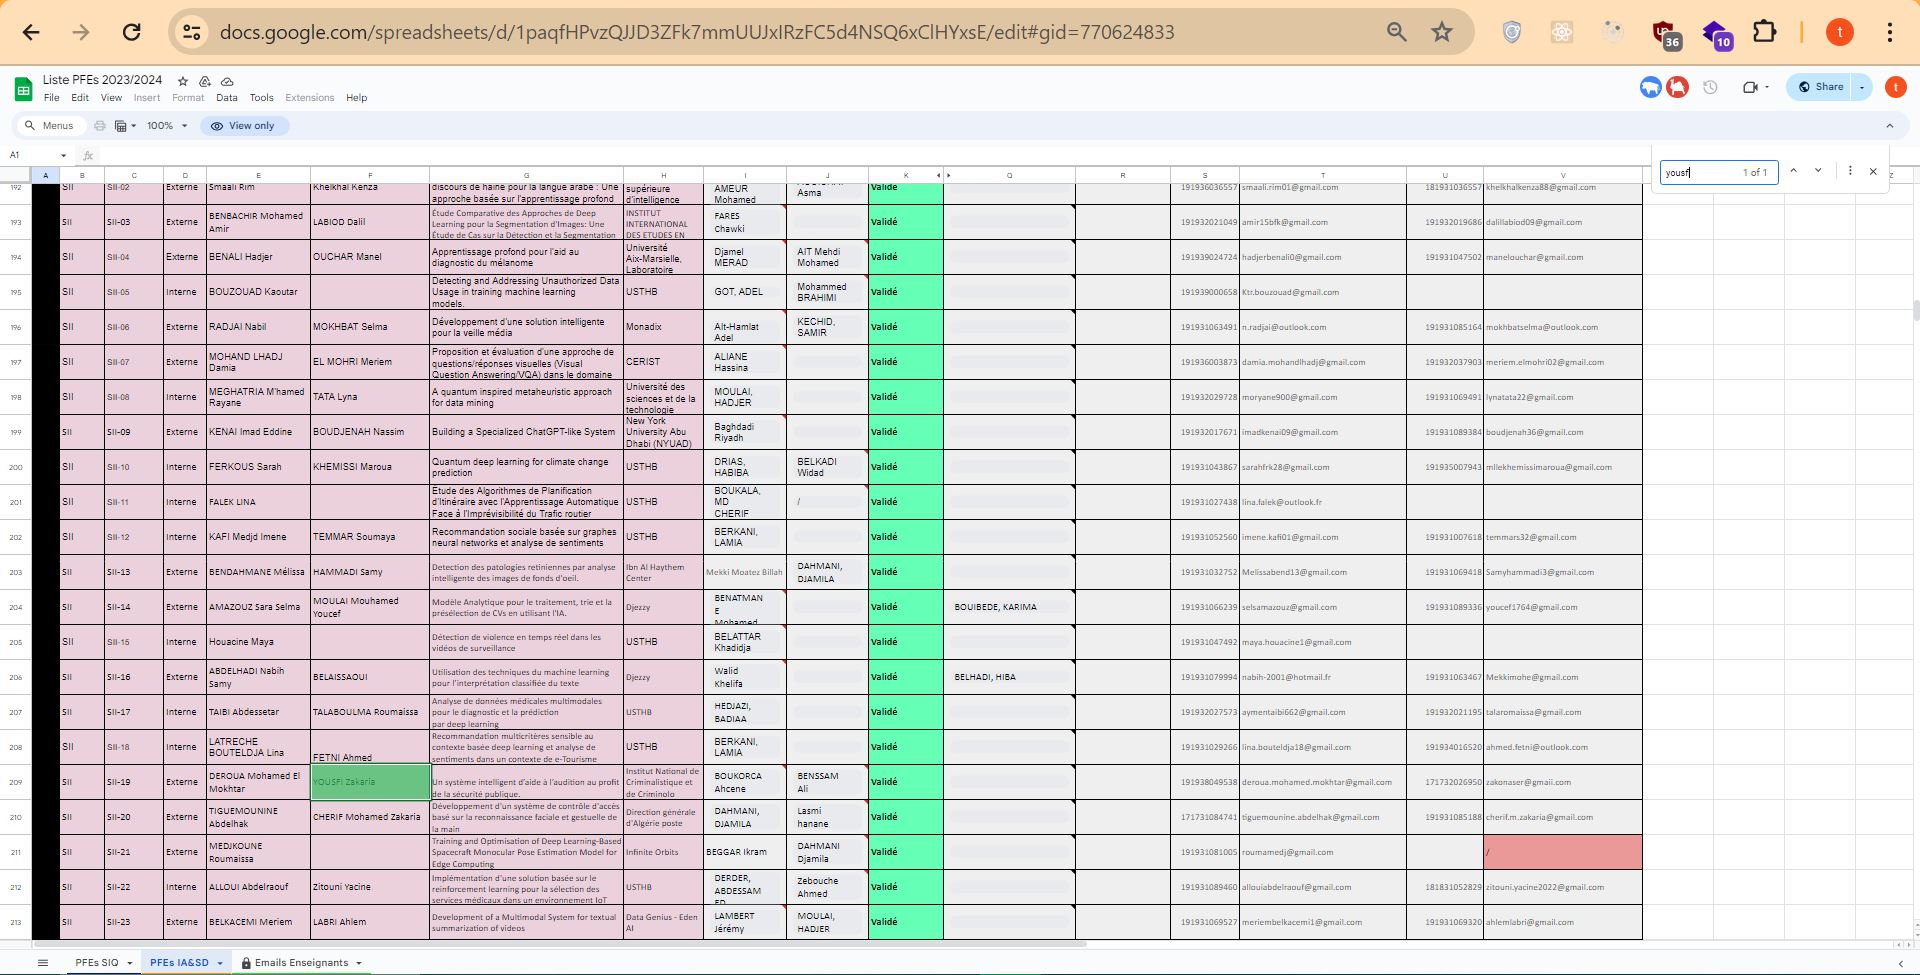 docs.google.com/spreadsheets/d/1paqfHPvzQJJD3ZFk7mmUUJxIRzFC5d4NSQ6xClHYxsE/edit#gid=770624833
36
10
t
Liste PFEs 2023/2024
File Edit View Insert Format Data Tools Extensions Help
Share
t
Menus 100% View only
A1 fx
yousf 1 of 1
A B C D E F G H I J K Q R S T U V Z
192 SII SII-02 Externe Smaali Rim Khelkhal Kenza discours de haine pour la langue arabe : Une approche basée sur l'apprentissage profond supérieure d'intelligence AMEUR Mohamed Asma Validé 191936036557 smaali.rim01@gmail.com 181931036557 khelkhalkenza88@gmail.com
193 SII SII-03 Externe BENBACHIR Mohamed Amir LABIOD Dalil Étude Comparative des Approches de Deep Learning pour la Segmentation d'Images: Une Étude de Cas sur la Détection et la Segmentation INSTITUT INTERNATIONAL DES ETUDES EN FARES Chawki Validé 191932021049 amir15bfk@gmail.com 191932019686 dalillabiod09@gmail.com
194 SII SII-04 Externe BENALI Hadjer OUCHAR Manel Apprentissage profond pour l'aid au diagnostic du mélanome Université Aix-Marsielle, Laboratoire Djamel MERAD AIT Mehdi Mohamed Validé 191939024724 hadjerbenali0@gmail.com 191931047502 manelouchar@gmail.com
195 SII SII-05 Interne BOUZOUAD Kaoutar Detecting and Addressing Unauthorized Data Usage in training machine learning models. USTHB GOT, ADEL Mohammed BRAHIMI Validé 191939000658 Ktr.bouzouad@gmail.com
196 SII SII-06 Externe RADJAI Nabil MOKHBAT Selma Développement d'une solution intelligente pour la veille média Monadix Alt-Hamlat Adel KECHID, SAMIR Validé 191931063491 n.radjai@outlook.com 191931085164 mokhbatselma@outlook.com
197 SII SII-07 Externe MOHAND LHADJ Damia EL MOHRI Meriem Proposition et évaluation d'une approche de questions/réponses visuelles (Visual Question Answering/VQA) dans le domaine CERIST ALIANE Hassina Validé 191936003873 damia.mohandlhadj@gmail.com 191932037903 meriem.elmohri02@gmail.com
198 SII SII-08 Externe MEGHATRIA M'hamed Rayane TATA Lyna A quantum inspired metaheuristic approach for data mining Université des sciences et de la technologie MOULAI, HADJER Validé 191932029728 moryane900@gmail.com 191931069491 lynatata22@gmail.com
199 SII SII-09 Externe KENAI Imad Eddine BOUDJENAH Nassim Building a Specialized ChatGPT-like System New York University Abu Dhabi (NYUAD) Baghdadi Riyadh Validé 191932017671 imadkenai09@gmail.com 191931089384 boudjenah36@gmail.com
200 SII SII-10 Interne FERKOUS Sarah KHEMISSI Maroua Quantum deep learning for climate change prediction USTHB DRIAS, HABIBA BELKADI Widad Validé 191931043867 sarahfrk28@gmail.com 191935007943 mllekhemissimaroua@gmail.com
201 SII SII-11 Interne FALEK LINA Etude des Algorithmes de Planification d'Itinéraire avec l'Apprentissage Automatique Face à l'Imprévisibilité du Trafic routier USTHB BOUKALA, MD CHERIF / Validé 191931027438 lina.falek@outlook.fr
202 SII SII-12 Interne KAFI Medjd Imene TEMMAR Soumaya Recommandation sociale basée sur graphes neural networks et analyse de sentiments USTHB BERKANI, LAMIA Validé 191931052560 imene.kafi01@gmail.com 191931007618 temmars32@gmail.com
203 SII SII-13 Externe BENDAHMANE Mélissa HAMMADI Samy Detection des patologies retiniennes par analyse intelligente des images de fonds d'oeil. Ibn Al Haythem Center Mekki Moatez Billah DAHMANI, DJAMILA Validé 191931032752 Melissabend13@gmail.com 191931069418 Samyhammadi3@gmail.com
204 SII SII-14 Externe AMAZOUZ Sara Selma MOULAI Mouhamed Youcef Modèle Analytique pour le traitement, trie et la présélection de CVs en utilisant l'IA. Djezzy BENATMAN E Mohamed Validé BOUIBEDE, KARIMA 191931066239 selsamazouz@gmail.com 191931089336 youcef1764@gmail.com
205 SII SII-15 Interne Houacine Maya Détection de violence en temps réel dans les vidéos de surveillance USTHB BELATTAR Khadidja Validé 191931047492 maya.houacine1@gmail.com
206 SII SII-16 Externe ABDELHADI Nabih Samy BELAISSAOUI Utilisation des techniques du machine learning pour l'interprétation classifiée du texte Djezzy Walid Khelifa Validé BELHADI, HIBA 191931079994 nabih-2001@hotmail.fr 191931063467 Mekkimohe@gmail.com
207 SII SII-17 Interne TAIBI Abdessetar TALABOULMA Roumaissa Analyse de données médicales multimodales pour le diagnostic et la prédiction par deep learning USTHB HEDJAZI, BADIAA Validé 191932027573 aymentaibi662@gmail.com 191932021195 talaromaissa@gmail.com
208 SII SII-18 Interne LATRECHE BOUTELDJA Lina FETNI Ahmed Recommandation multicritères sensible au contexte basée deep learning et analyse de sentiments dans un contexte de e-Tourisme USTHB BERKANI, LAMIA Validé 191931029266 lina.bouteldja18@gmail.com 191934016520 ahmed.fetni@outlook.com
209 SII SII-19 Externe DEROUA Mohamed El Mokhtar YOUSFI Zakaria Un système intelligent d'aide à l'audition au profit de la sécurité publique. Institut National de Criminalistique et de Criminolo BOUKORCA Ahcene BENSSAM Ali Validé 191938049538 deroua.mohamed.mokhtar@gmail.com 171732026950 zakonaser@gmail.com
210 SII SII-20 Externe TIGUEMOUNINE Abdelhak CHERIF Mohamed Zakaria Développement d'un système de contrôle d'accès basé sur la reconnaissance faciale et gestuelle de la main Direction générale d'Algérie poste DAHMANI, DJAMILA Lasmi hanane Validé 171731084741 tiguemounine.abdelhak@gmail.com 191931085188 cherif.m.zakaria@gmail.com
211 SII SII-21 Externe MEDJKOUNE Roumaissa Training and Optimisation of Deep Learning-Based Spacecraft Monocular Pose Estimation Model for Edge Computing Infinite Orbits BEGGAR Ikram DAHMANI Djamila Validé 191931081005 roumamedj@gmail.com /
212 SII SII-22 Interne ALLOUI Abdelraouf Zitouni Yacine Implémentation d'une solution basée sur le reinforcement learning pour la sélection des services médicaux dans un environnement IoT USTHB DERDER, ABDESSAM ED Zebouche Ahmed Validé 191931089460 allouiabdelraouf@gmail.com 181831052829 zitouni.yacine2022@gmail.com
213 SII SII-23 Externe BELKACEMI Meriem LABRI Ahlem Development of a Multimodal System for textual summarization of videos Data Genius - Eden AI LAMBERT Jérémy MOULAI, HADJER Validé 191931069527 meriembelkacemi1@gmail.com 191931069320 ahlemlabri@gmail.com
PFEs SIQ PFEs IA&SD Emails Enseignants